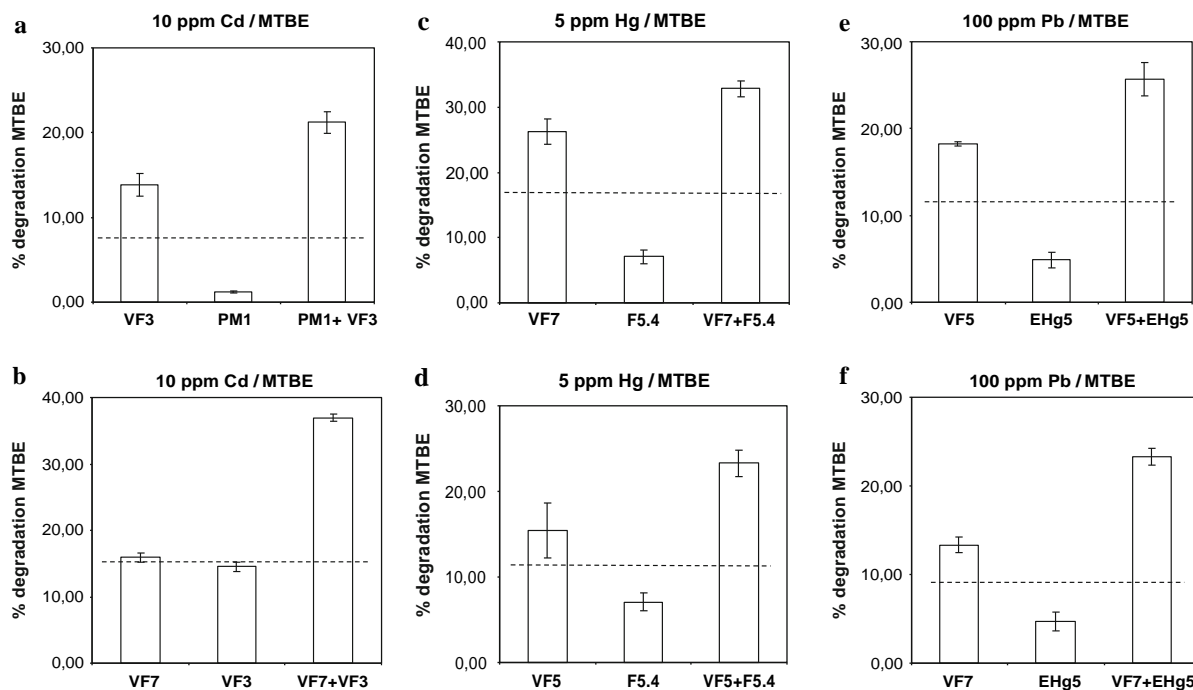 a
10 ppm Cd / MTBE
% degradation MTBE
30,00
20,00
10,00
0,00
VF3 PM1 PM1+ VF3
c
5 ppm Hg / MTBE
% degradation MTBE
40,00
30,00
20,00
10,00
0,00
VF7 F5.4 VF7+F5.4
e
100 ppm Pb / MTBE
% degradation MTBE
30,00
20,00
10,00
0,00
VF5 EHg5 VF5+EHg5
b
10 ppm Cd / MTBE
% degradation MTBE
40,00
30,00
20,00
10,00
0,00
VF7 VF3 VF7+VF3
d
5 ppm Hg / MTBE
% degradation MTBE
30,00
20,00
10,00
0,00
VF5 F5.4 VF5+F5.4
f
100 ppm Pb / MTBE
% degradation MTBE
30,00
20,00
10,00
0,00
VF7 EHg5 VF7+EHg5